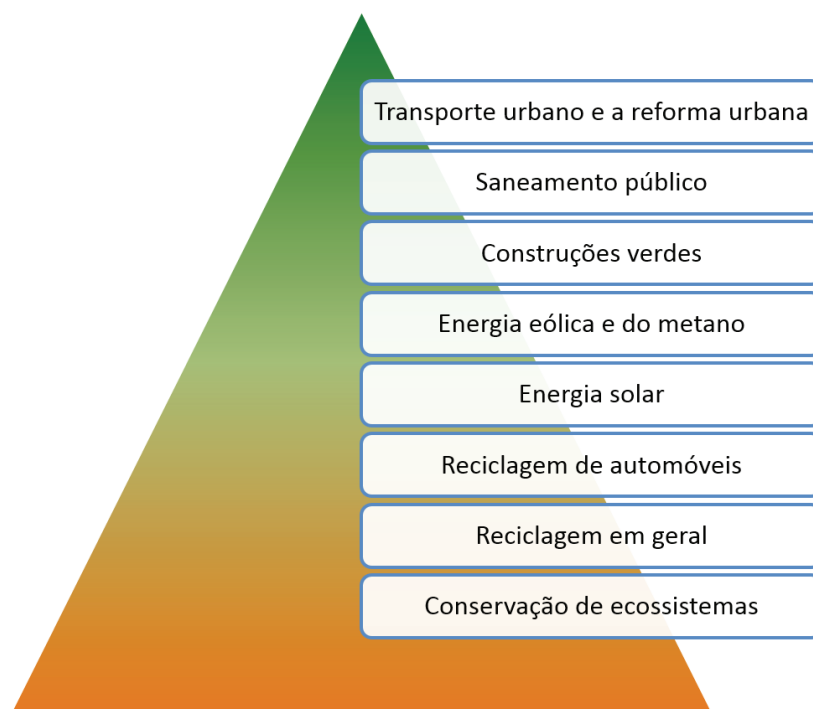 Transporte urbano e a reforma urbana
Saneamento público
Construções verdes
Energia eólica e do metano
Energia solar
Reciclagem de automóveis
Reciclagem em geral
Conservação de ecossistemas